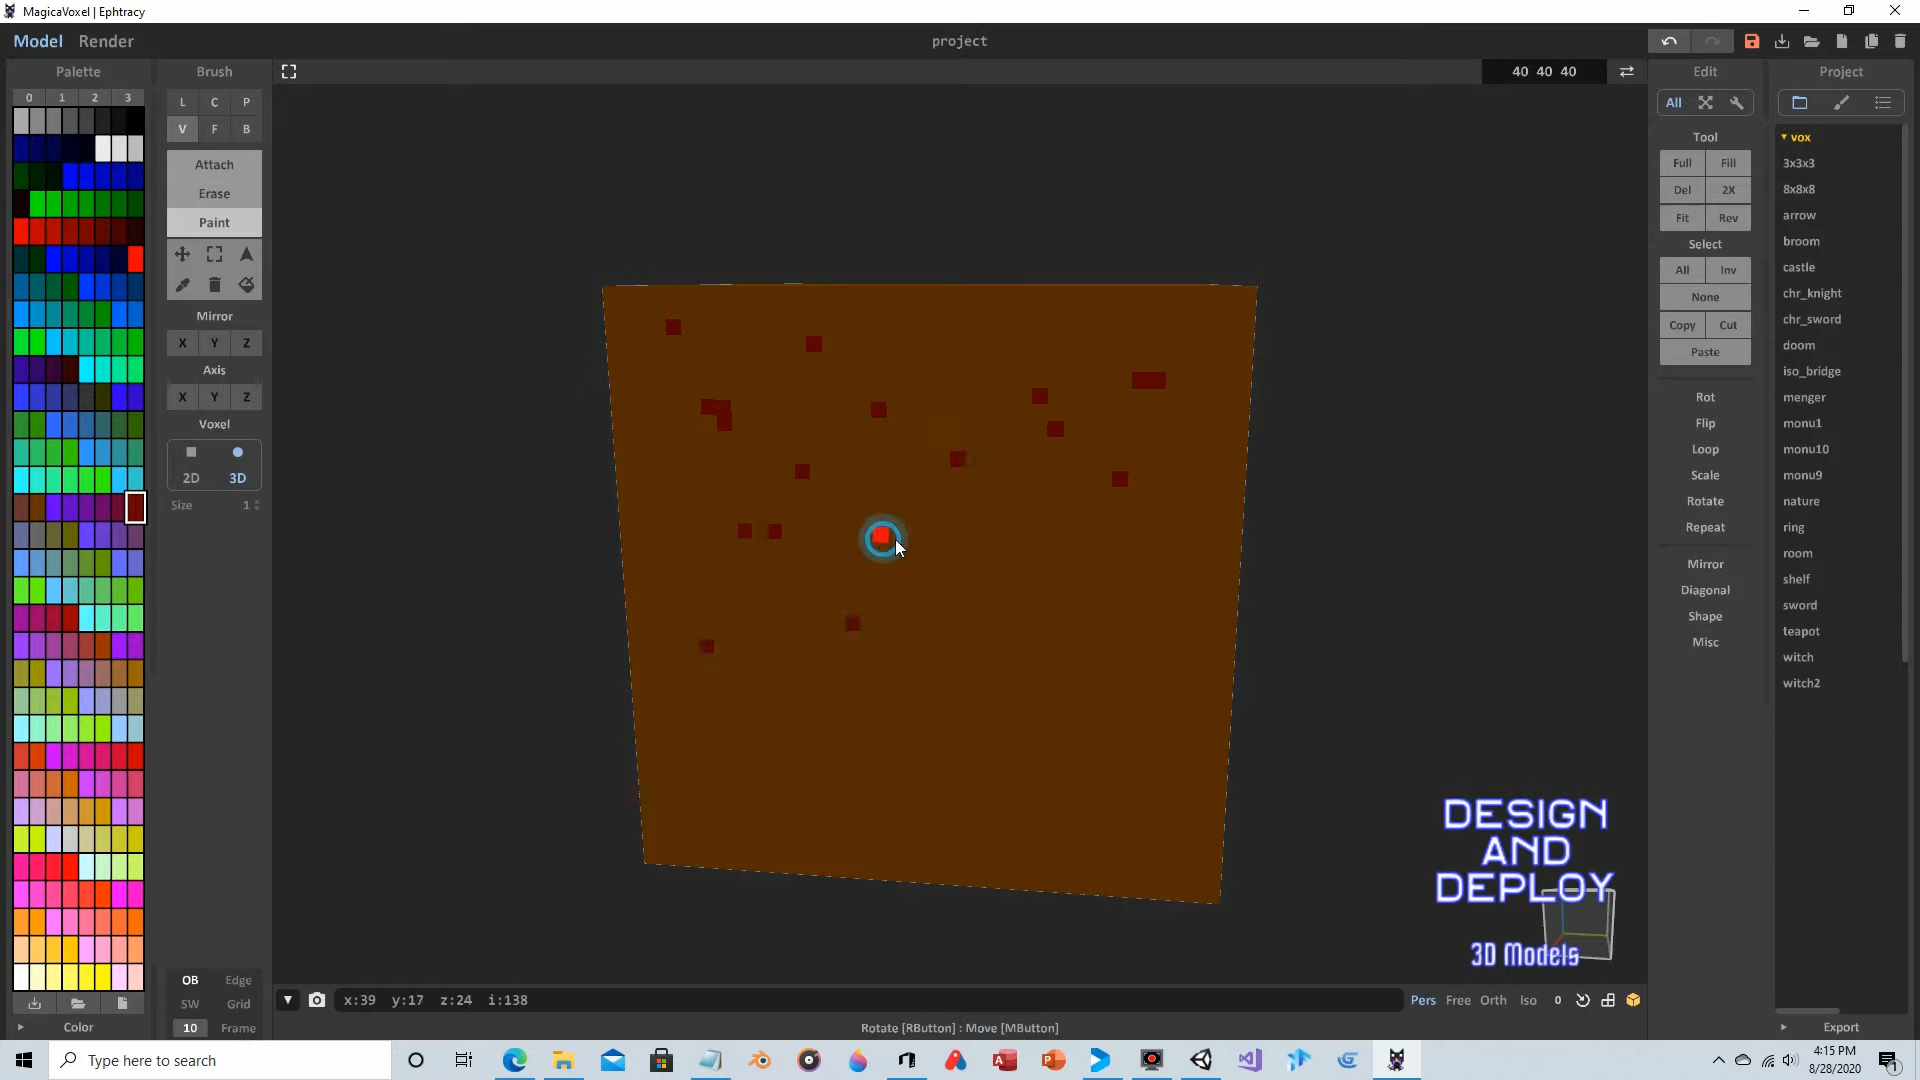 MagicaVoxel | Ephtracy
Model Render
project
Palette
Brush
40 40 40
Edit
Project
0 1 2 3
L C P
V F B
All
Attach
Erase
Paint
Mirror
X Y Z
Axis
X Y Z
Voxel
2D 3D
Size 1
Tool
Full Fill
Del 2X
Fit Rev
Select
All Inv
None
Copy Cut
Paste
Rot
Flip
Loop
Scale
Rotate
Repeat
Mirror
Diagonal
Shape
Misc
vox
3x3x3
8x8x8
arrow
broom
castle
chr_knight
chr_sword
doom
iso_bridge
menger
monu1
monu10
monu9
nature
ring
room
shelf
sword
teapot
witch
witch2
DESIGN
AND
DEPLOY
3D Models
OB Edge
SW Grid
10 Frame
Color
x:39 y:17 z:24 i:138
Pers Free Orth Iso 0
Rotate [RButton] : Move [MButton]
Export
Type here to search
4:15 PM
8/28/2020
1